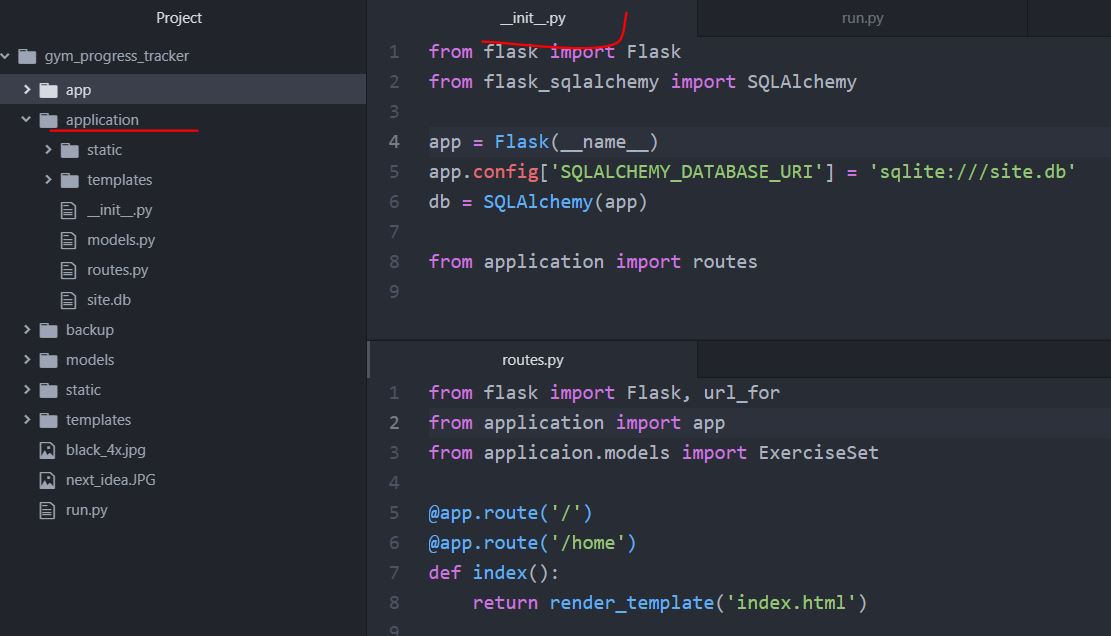 Project
gym_progress_tracker
app
application
static
templates
__init__.py
models.py
routes.py
site.db
backup
models
static
templates
black_4x.jpg
next_idea.JPG
run.py
__init__.py
run.py
1 from flask import Flask
2 from flask_sqlalchemy import SQLAlchemy
3
4 app = Flask(__name__)
5 app.config['SQLALCHEMY_DATABASE_URI'] = 'sqlite:///site.db'
6 db = SQLAlchemy(app)
7
8 from application import routes
9
routes.py
1 from flask import Flask, url_for
2 from application import app
3 from applicaion.models import ExerciseSet
4
5 @app.route('/')
6 @app.route('/home')
7 def index():
8     return render_template('index.html')
9